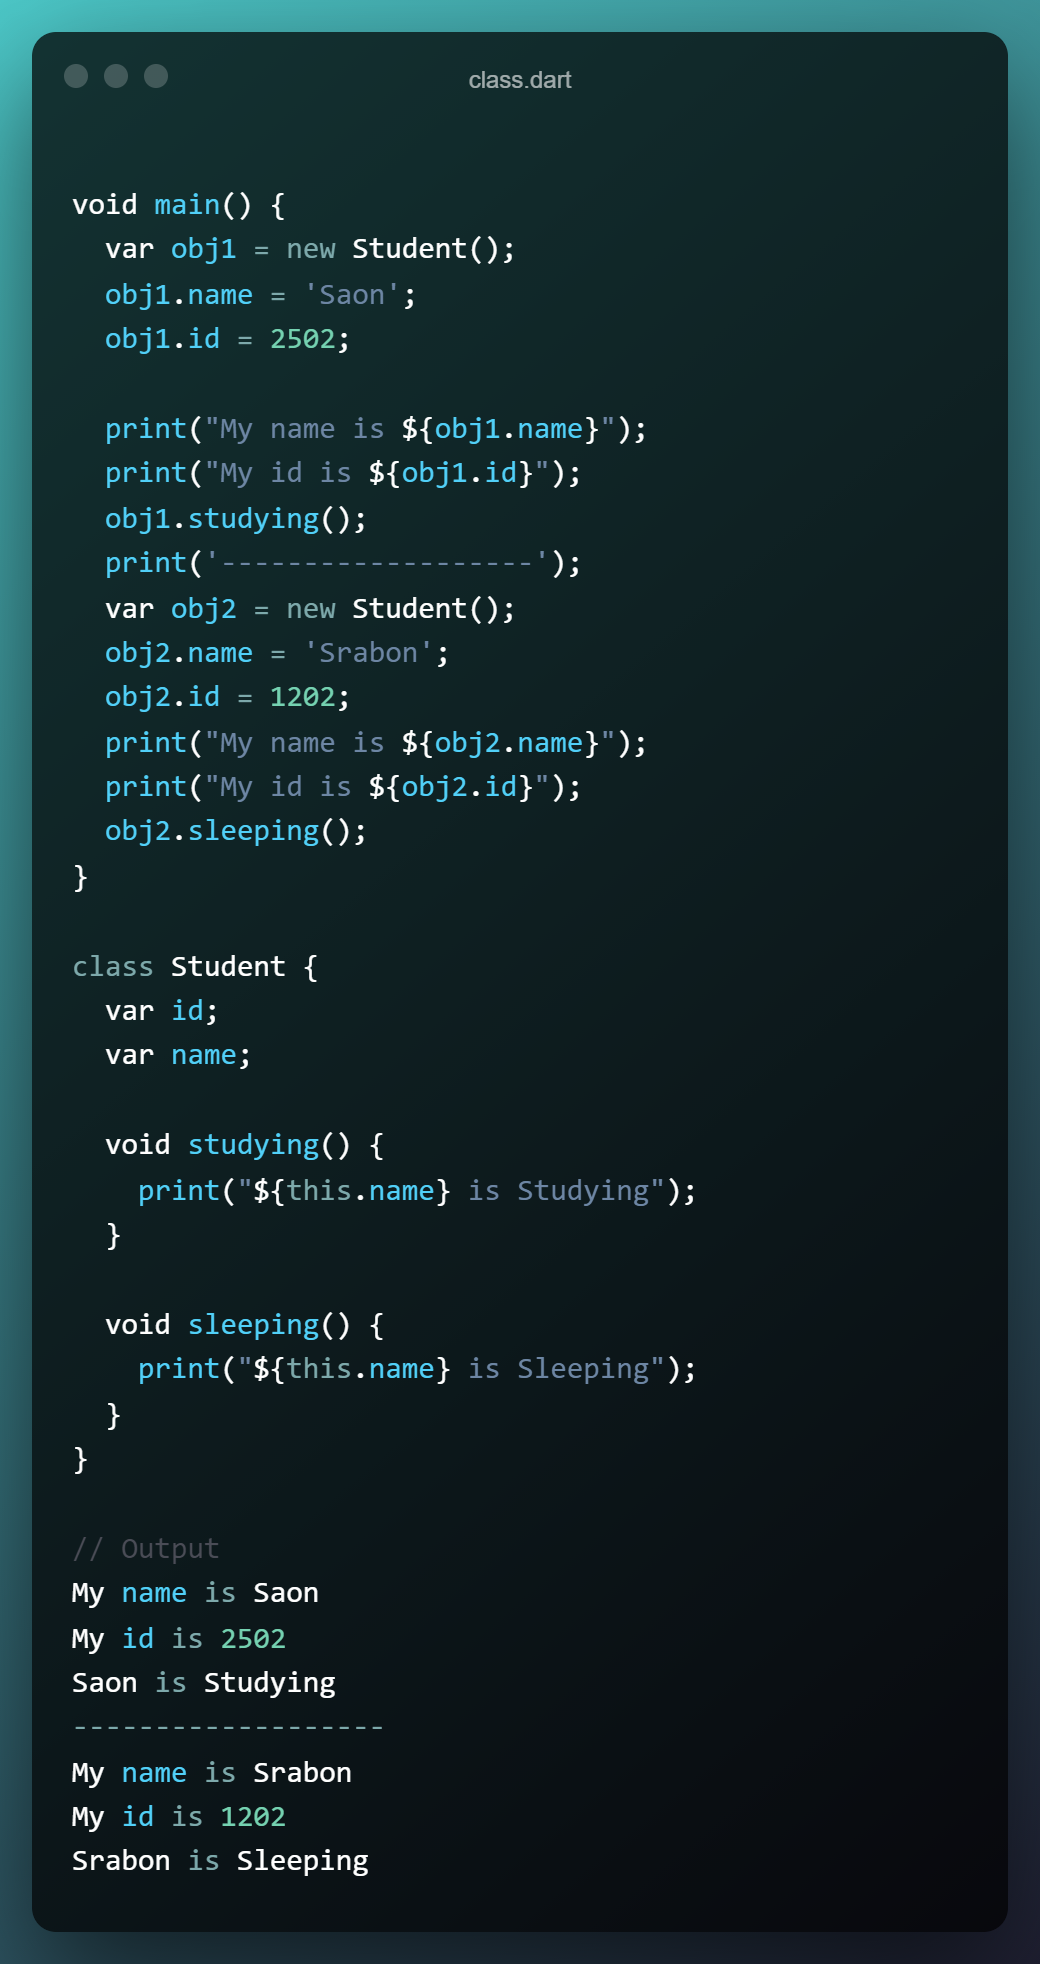 class.dart
void main() {
  var obj1 = new Student();
  obj1.name = 'Saon';
  obj1.id = 2502;
  print("My name is ${obj1.name}");
  print("My id is ${obj1.id}");
  obj1.studying();
  print('-------------------');
  var obj2 = new Student();
  obj2.name = 'Srabon';
  obj2.id = 1202;
  print("My name is ${obj2.name}");
  print("My id is ${obj2.id}");
  obj2.sleeping();
}
class Student {
  var id;
  var name;
  void studying() {
    print("${this.name} is Studying");
  }
  void sleeping() {
    print("${this.name} is Sleeping");
  }
}
// Output
My name is Saon
My id is 2502
Saon is Studying
-------------------
My name is Srabon
My id is 1202
Srabon is Sleeping